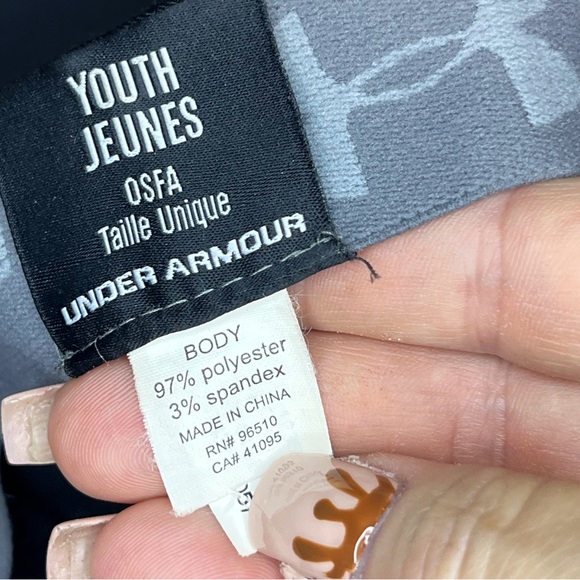 YOUTH
JEUNES
OSFA
Taille Unique
UNDER ARMOUR
BODY
97% polyester
3% spandex
MADE IN CHINA
RN# 96510
CA# 41095